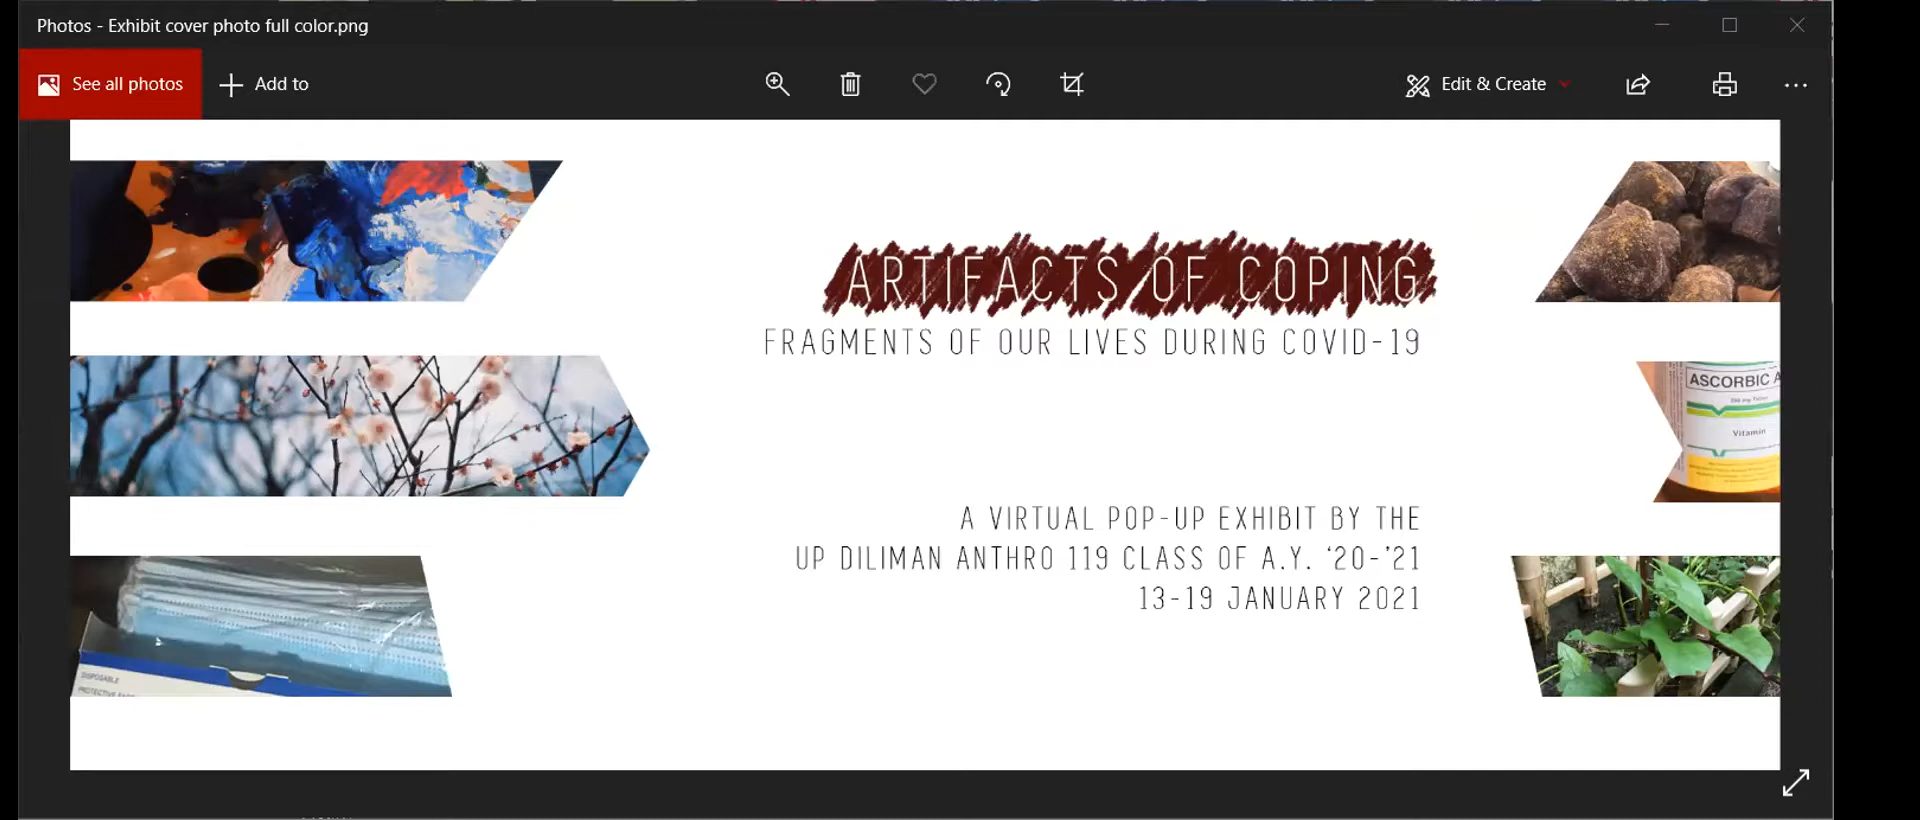 Photos - Exhibit cover photo full color.png
See all photos
Add to
Edit & Create
ARTIFACTS OF COPING
FRAGMENTS OF OUR LIVES DURING COVID-19
ASCORBIC A
Vitamin
A VIRTUAL POP-UP EXHIBIT BY THE
UP DILIMAN ANTHRO 119 CLASS OF A.Y. ‘20-’21
13-19 JANUARY 2021
DISPOSABLE
PROTECTIVE